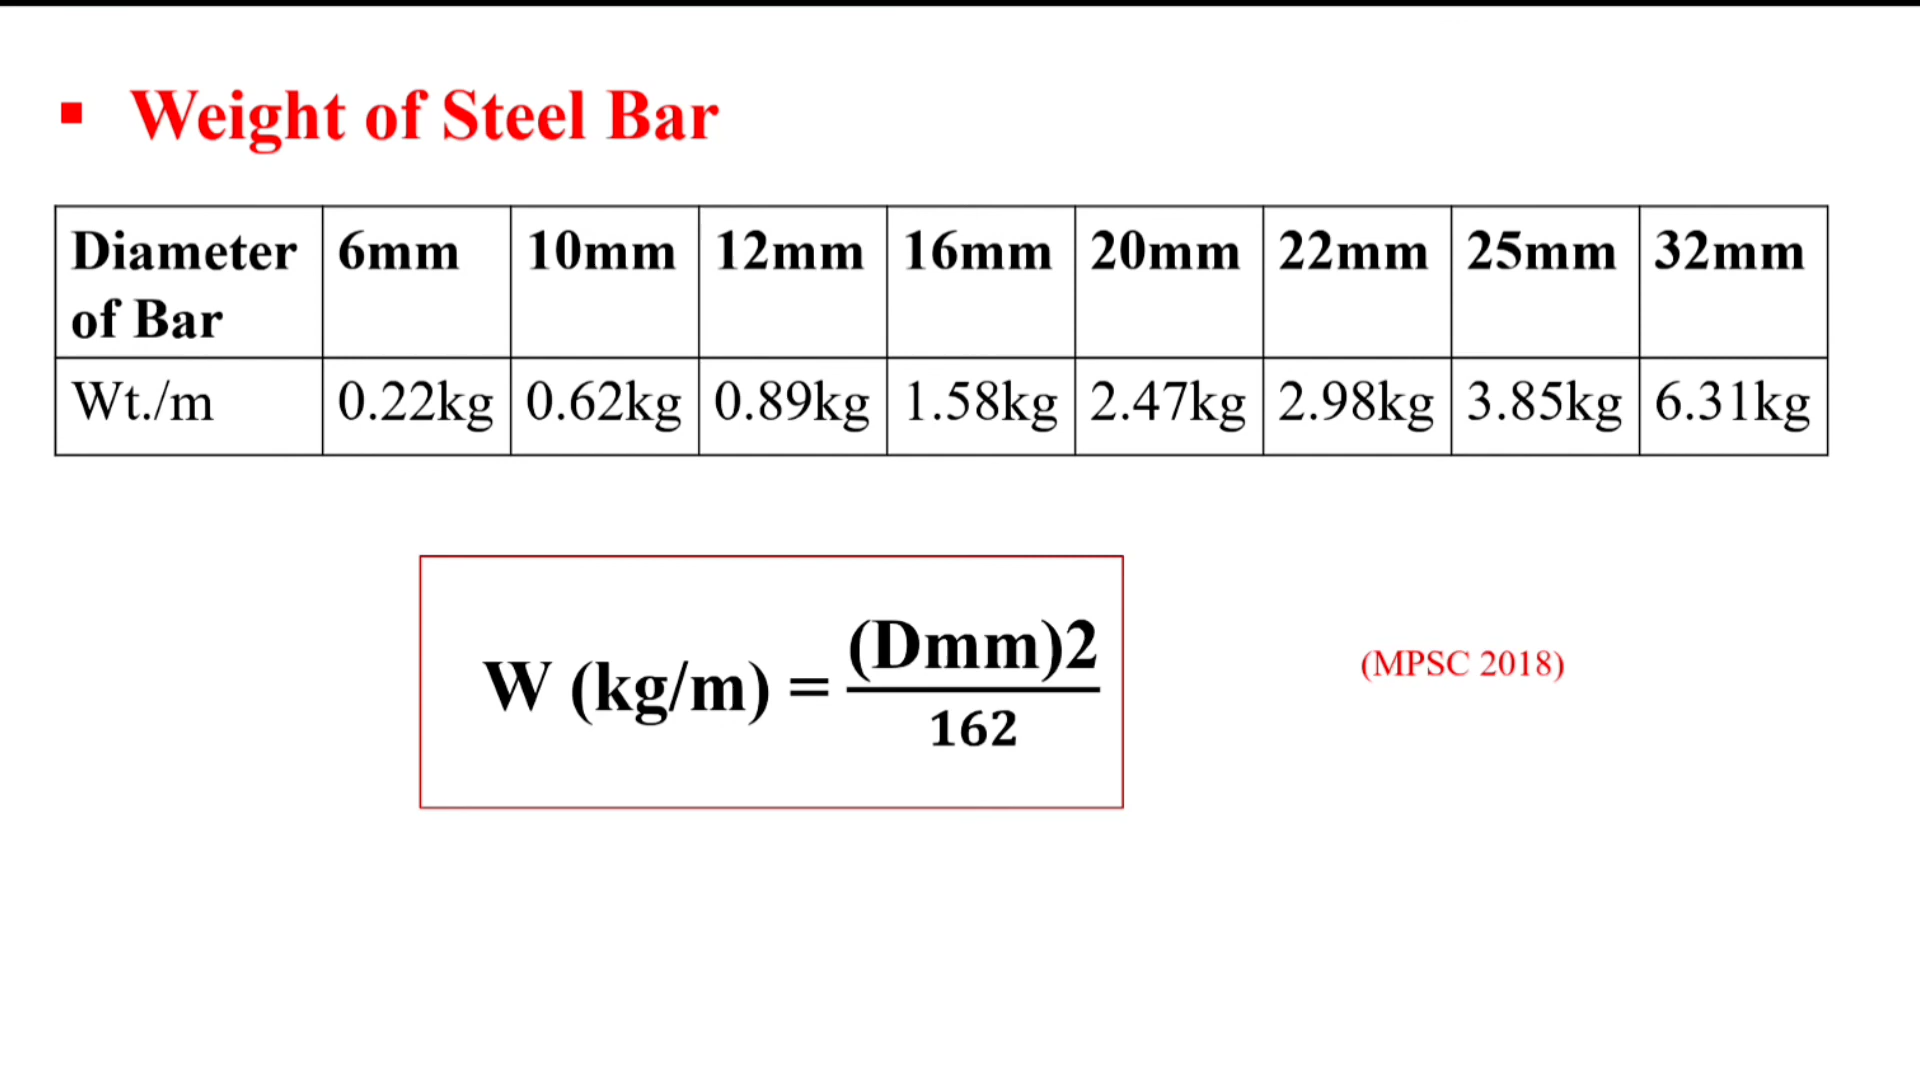 ▪ Weight of Steel Bar
Diameter of Bar 6mm 10mm 12mm 16mm 20mm 22mm 25mm 32mm
Wt./m 0.22kg 0.62kg 0.89kg 1.58kg 2.47kg 2.98kg 3.85kg 6.31kg
W (kg/m) = (Dmm)2
162
(MPSC 2018)